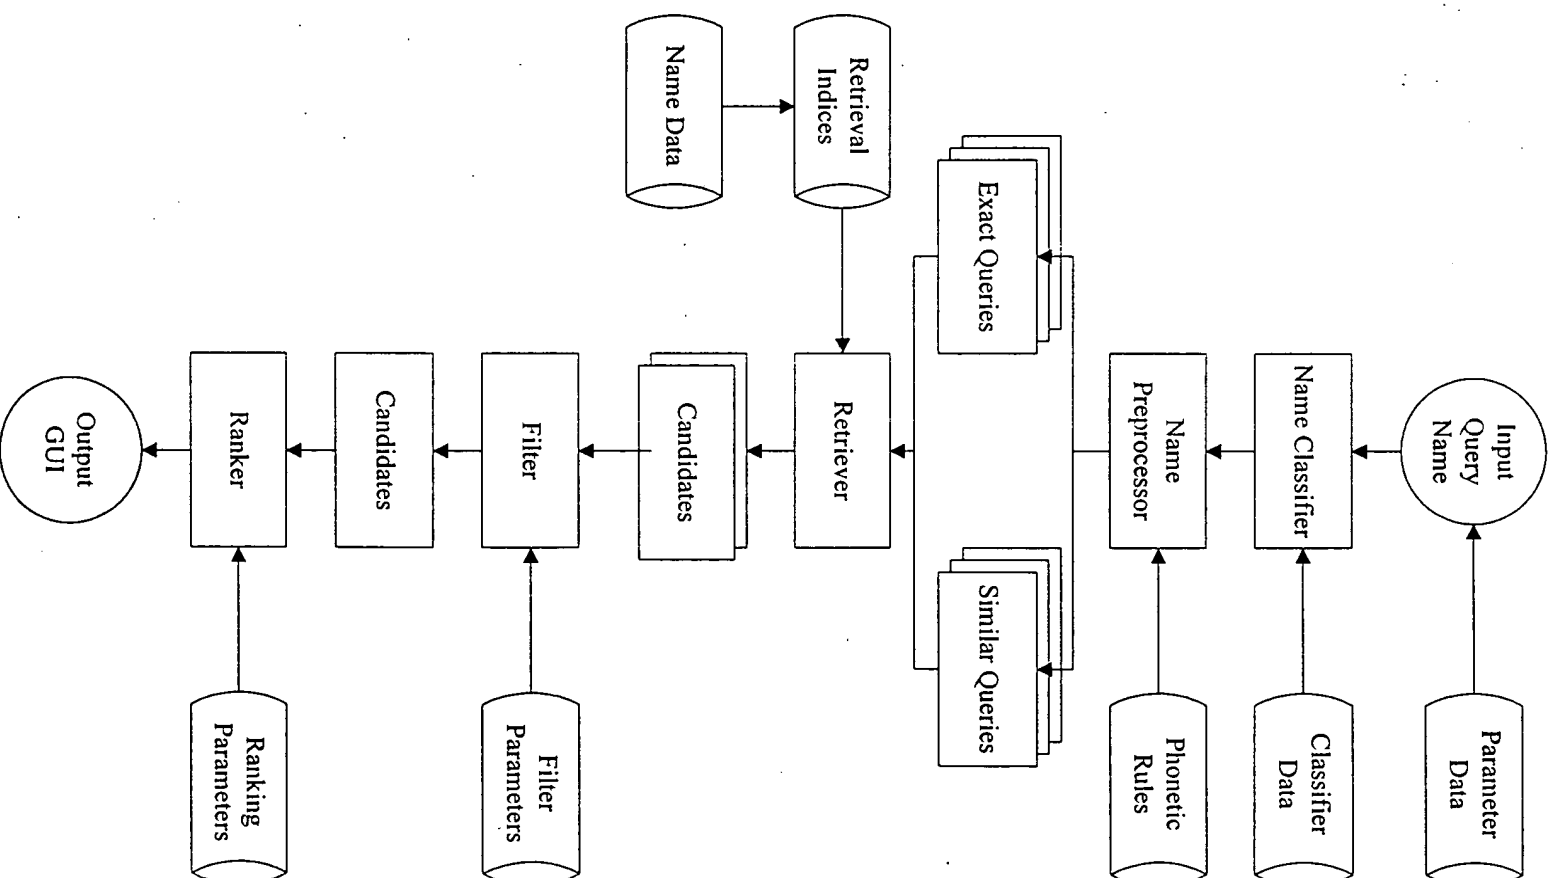 Input
Query
Name
Parameter
Data
Name Classifier
Classifier
Data
Name
Preprocessor
Phonetic
Rules
Exact Queries
Similar Queries
Retrieval
Indices
Name Data
Retriever
Candidates
Filter
Filter
Parameters
Candidates
Ranker
Ranking
Parameters
Output
GUI